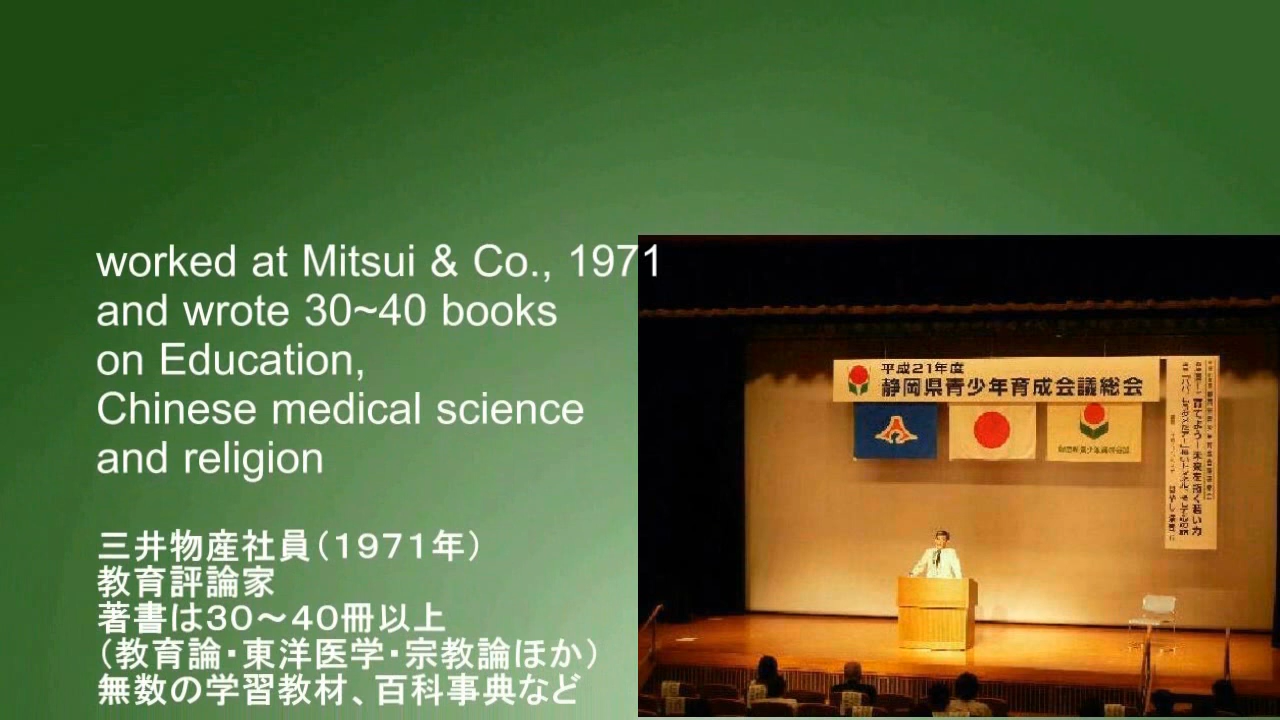 worked at Mitsui & Co., 1971
and wrote 30~40 books
on Education,
Chinese medical science
and religion
三井物産社員（１９７１年）
教育評論家
著書は３０～４０冊以上
（教育論・東洋医学・宗教論ほか）
無数の学習教材、百科事典など
平成21年度
静岡県青少年育成会議総会